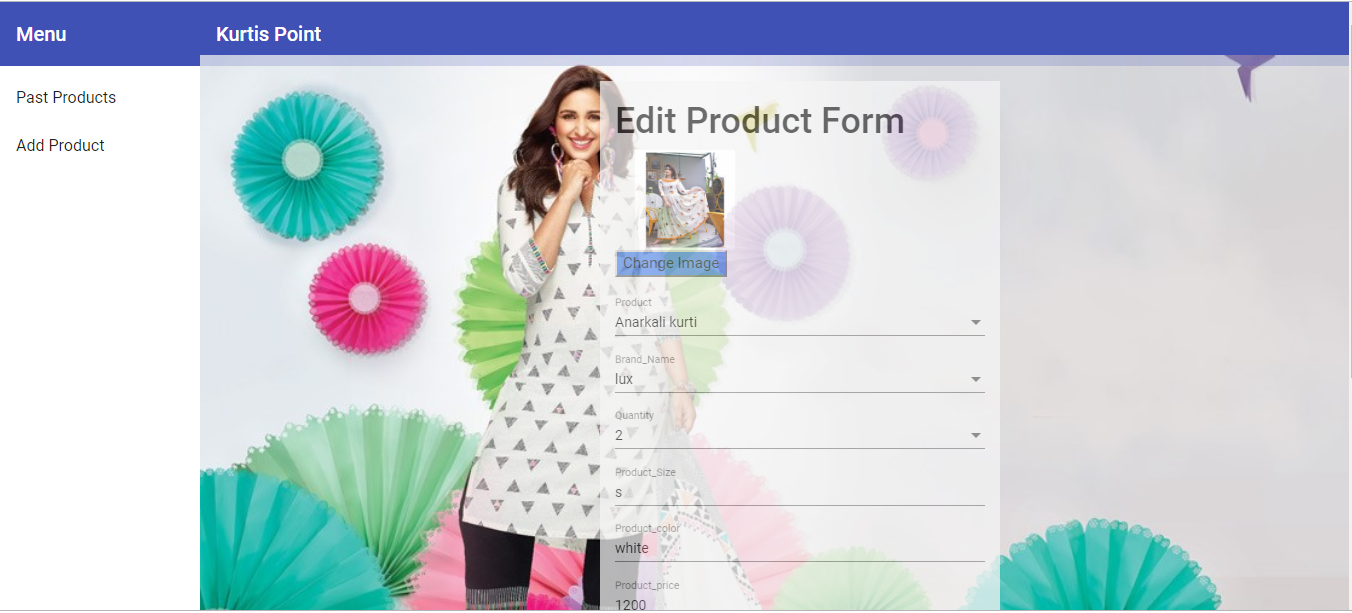 Menu
Kurtis Point
Past Products
Add Product
Edit Product Form
Change Image
Product
Anarkali kurti
Brand_Name
lux
Quantity
2
Product_Size
s
Product_color
white
Product_price
1200